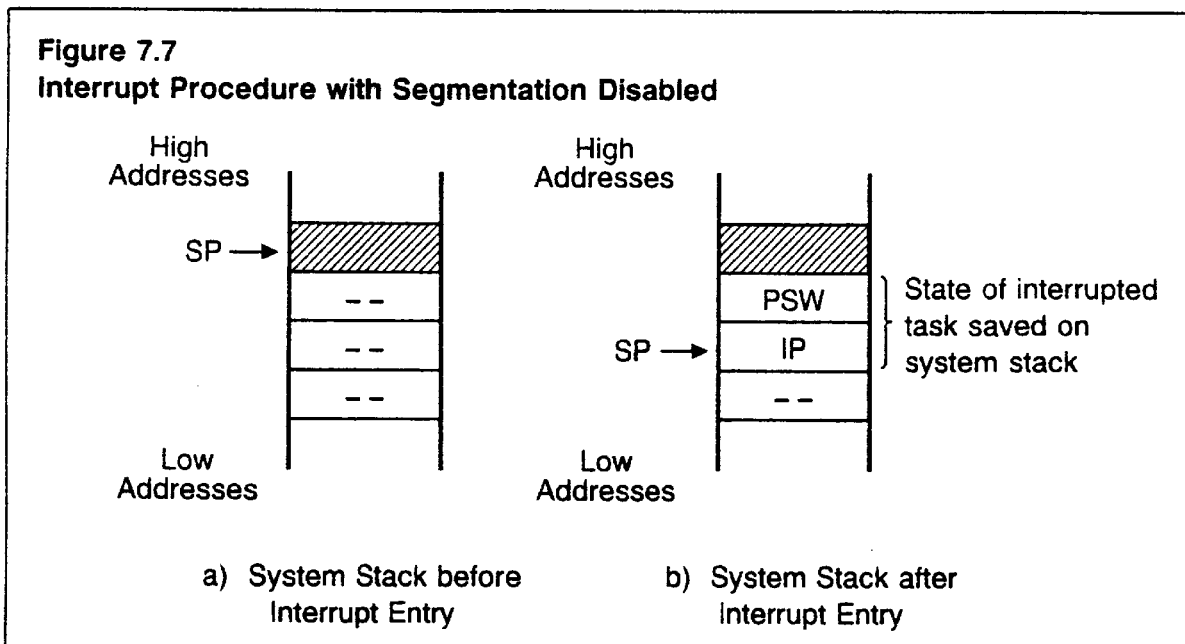 Figure 7.7
Interrupt Procedure with Segmentation Disabled
High
Addresses
SP
--
--
--
Low
Addresses
a) System Stack before
Interrupt Entry
High
Addresses
PSW
SP
IP
--
State of interrupted
task saved on
system stack
Low
Addresses
b) System Stack after
Interrupt Entry